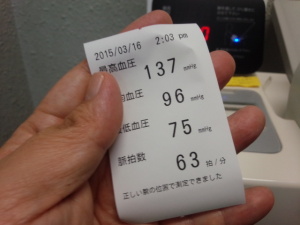 2015/03/16 2:03 pm
最高血圧 137 mmHg
血圧 96 mmHg
低血圧 75 mmHg
脈拍数 63 拍/分
正しい腕の位置で測定できました